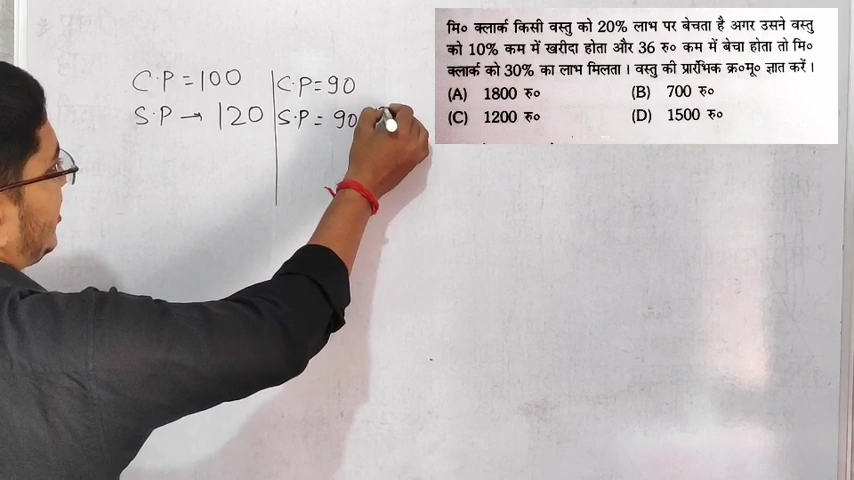 C.P = 100
S.P → 120
C.P = 90
S.P = 90
मि० क्लार्क किसी वस्तु को 20% लाभ पर बेचता है अगर उसने वस्तु
को 10% कम में खरीदा होता और 36 रु० कम में बेचा होता तो मि०
क्लार्क को 30% का लाभ मिलता । वस्तु की प्रारंभिक क्र०मू० ज्ञात करें ।
(A) 1800 रु० (B) 700 रु०
(C) 1200 रु० (D) 1500 रु०